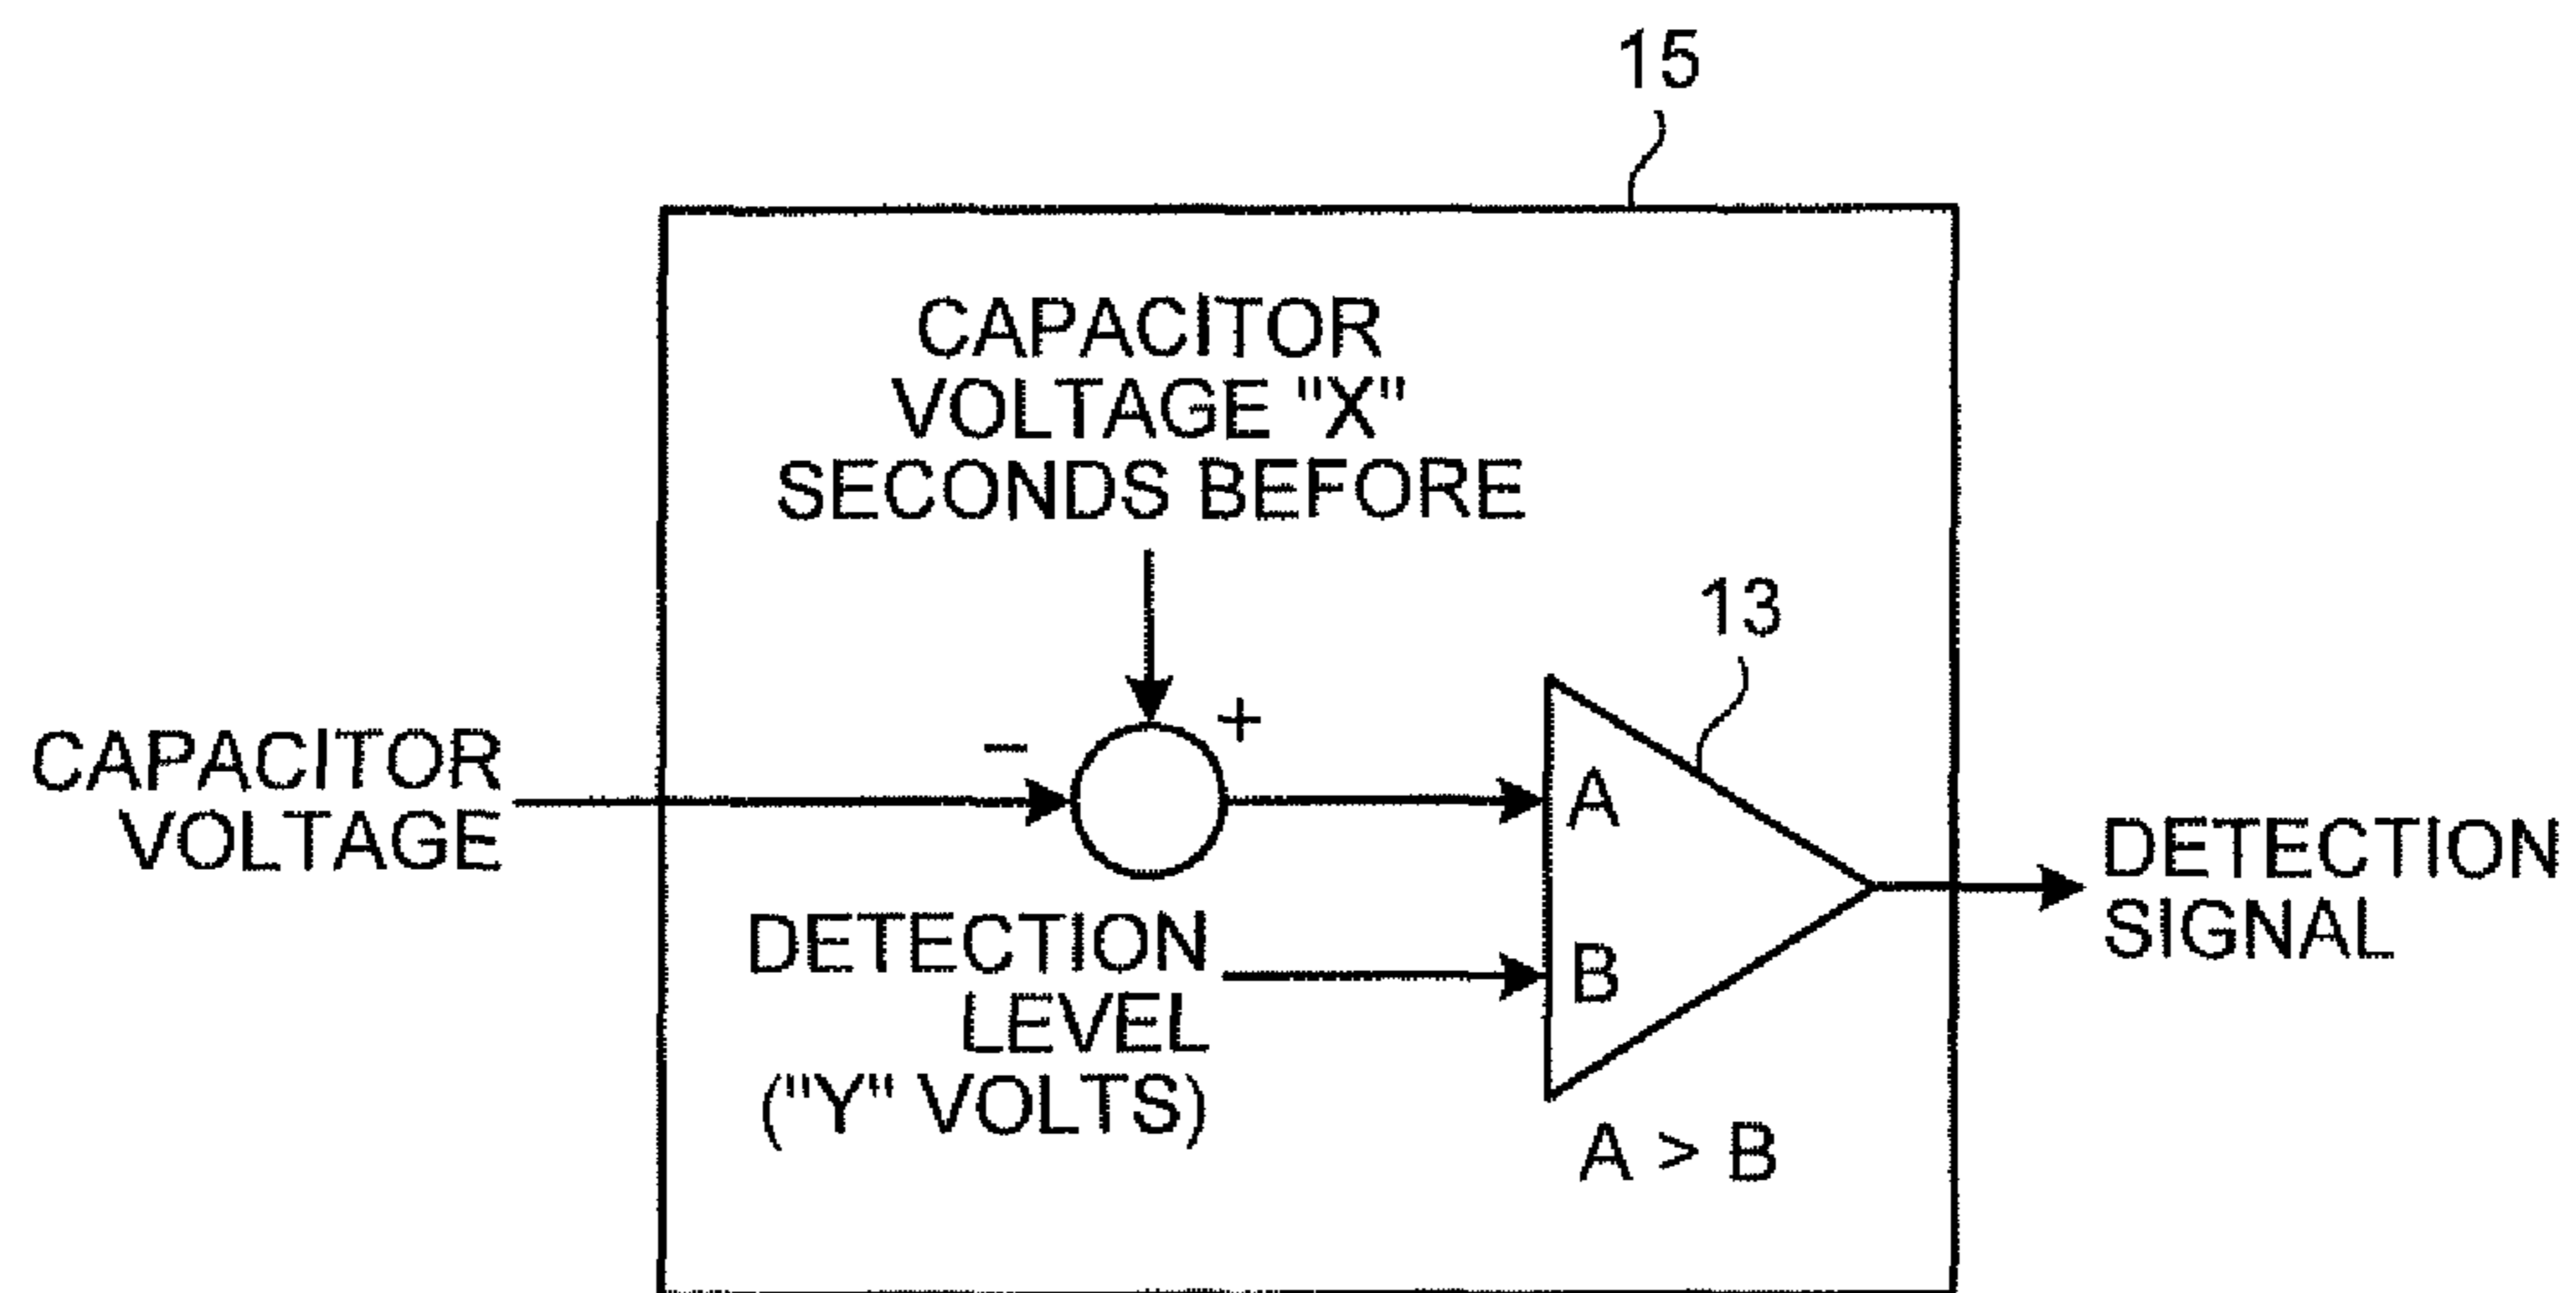 15
CAPACITOR
VOLTAGE "X"
SECONDS BEFORE
13
−
+
CAPACITOR
VOLTAGE
A
DETECTION
SIGNAL
DETECTION
LEVEL
("Y" VOLTS)
B
A > B